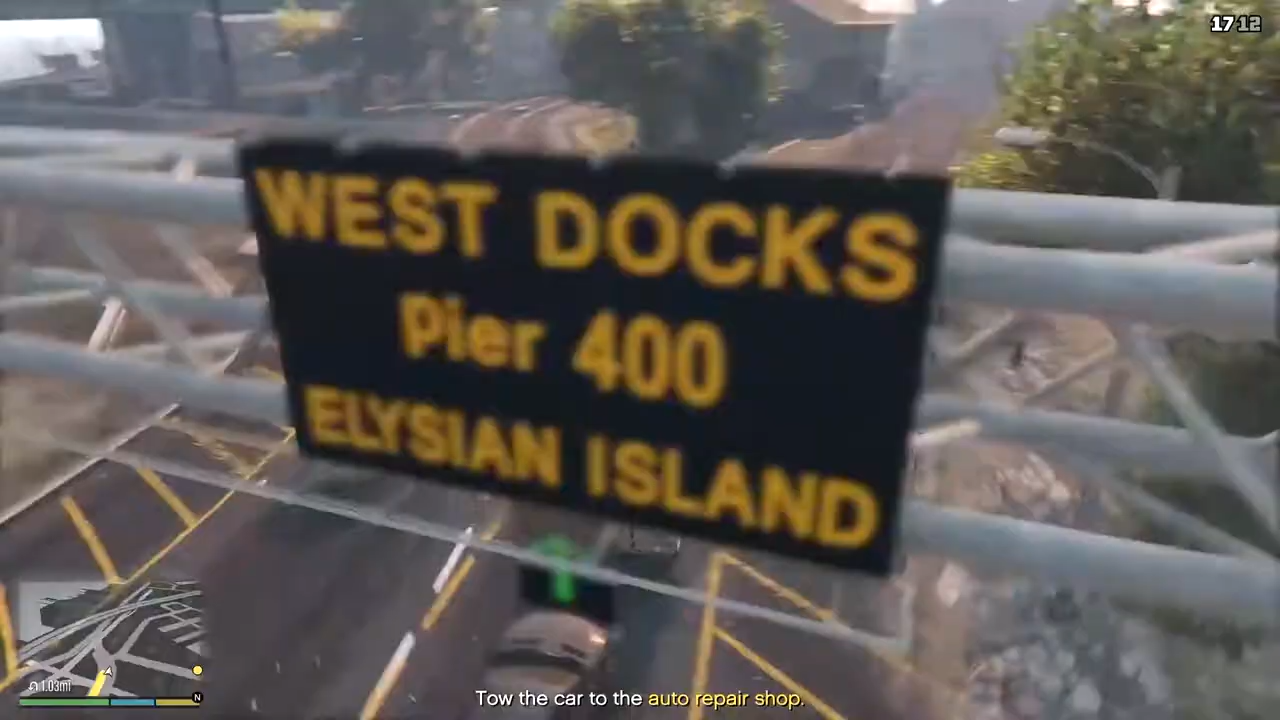 17:12
WEST DOCKS
Pier 400
ELYSIAN ISLAND
1.03mi
N
Tow the car to the auto repair shop.